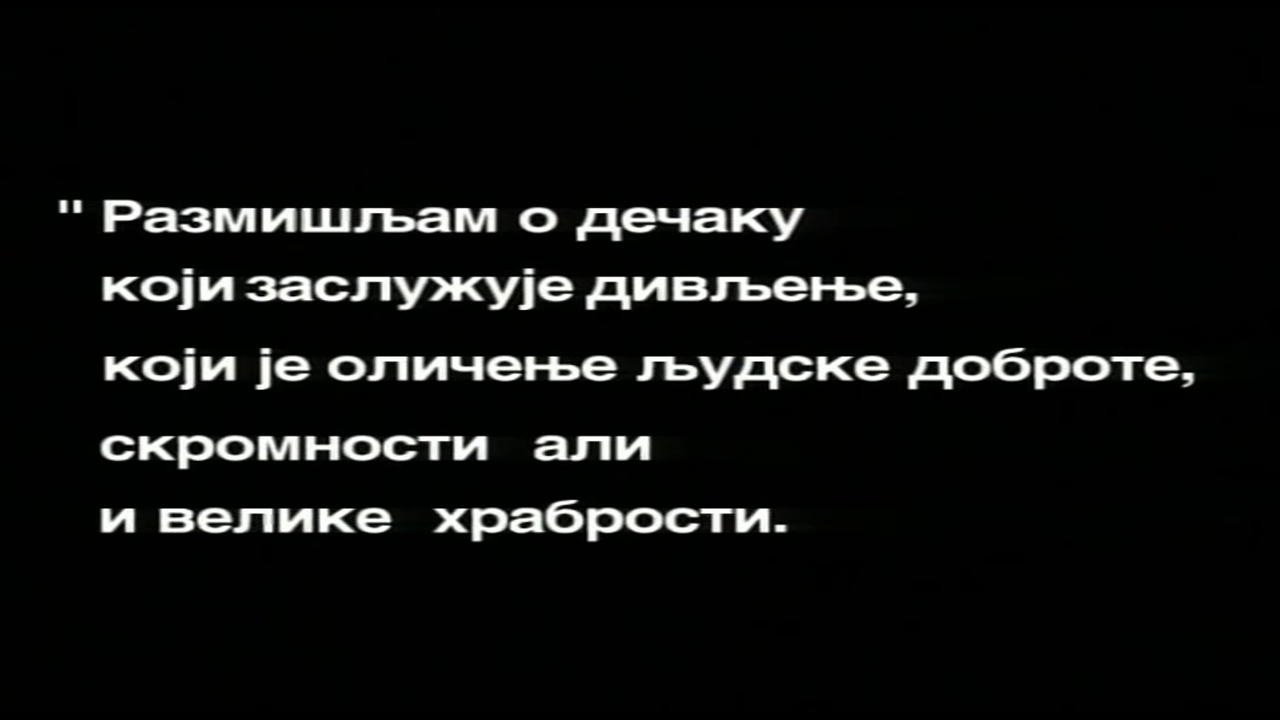 " Размишљам о дечаку
који заслужује дивљење,
који је оличење људске доброте,
скромности али
и велике храбрости.